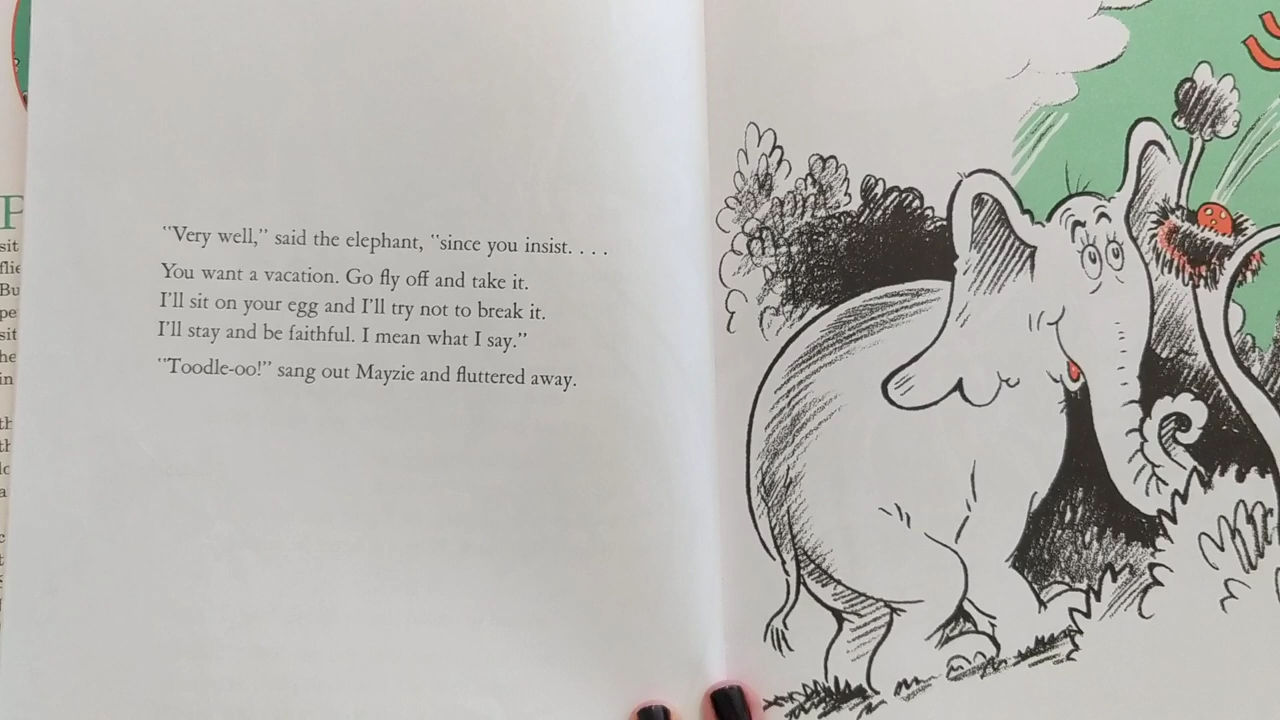 "Very well," said the elephant, "since you insist. . . .
You want a vacation. Go fly off and take it.
I'll sit on your egg and I'll try not to break it.
I'll stay and be faithful. I mean what I say."
"Toodle-oo!" sang out Mayzie and fluttered away.